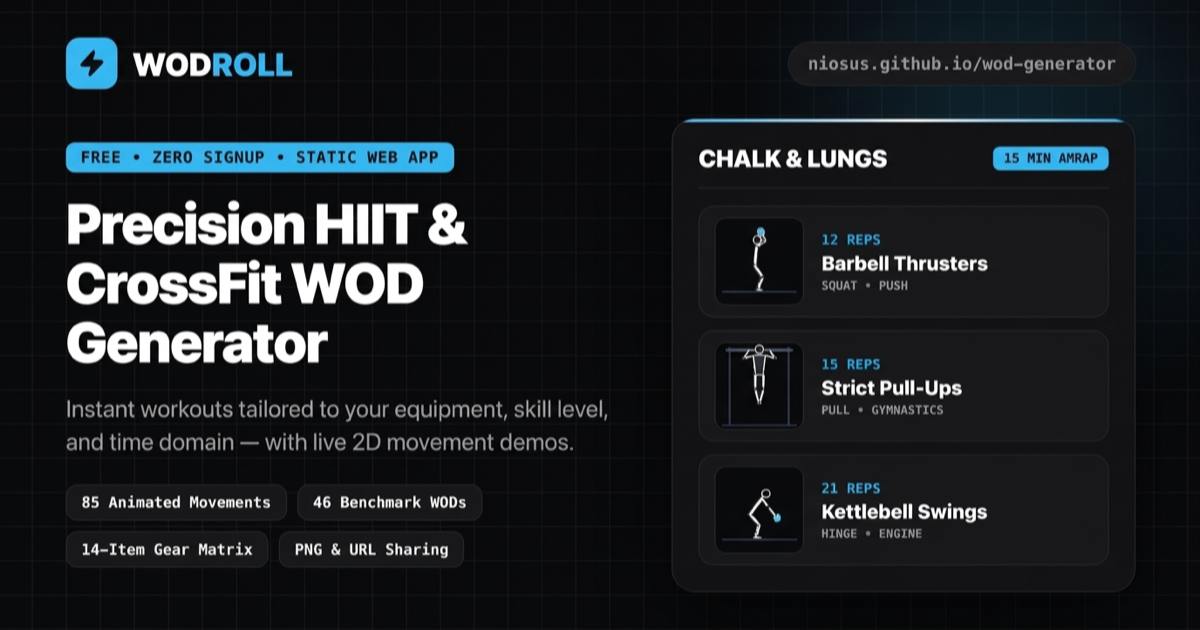 WODROLL
niosus.github.io/wod-generator
FREE • ZERO SIGNUP • STATIC WEB APP
Precision HIIT &
CrossFit WOD
Generator
Instant workouts tailored to your equipment, skill level,
and time domain — with live 2D movement demos.
85 Animated Movements
46 Benchmark WODs
14-Item Gear Matrix
PNG & URL Sharing
CHALK & LUNGS
15 MIN AMRAP
12 REPS
Barbell Thrusters
SQUAT • PUSH
15 REPS
Strict Pull-Ups
PULL • GYMNASTICS
21 REPS
Kettlebell Swings
HINGE • ENGINE